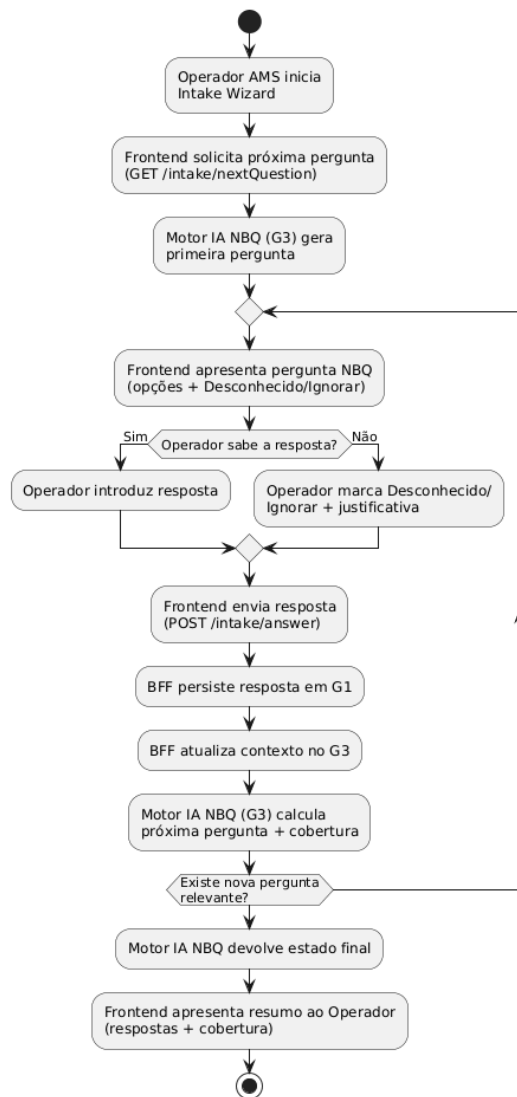 Operador AMS inicia
Intake Wizard
Frontend solicita próxima pergunta
(GET /intake/nextQuestion)
Motor IA NBQ (G3) gera
primeira pergunta
Frontend apresenta pergunta NBQ
(opções + Desconhecido/Ignorar)
Sim
Operador sabe a resposta?
Não
Operador introduz resposta
Operador marca Desconhecido/
Ignorar + justificativa
Frontend envia resposta
(POST /intake/answer)
BFF persiste resposta em G1
BFF atualiza contexto no G3
Motor IA NBQ (G3) calcula
próxima pergunta + cobertura
Existe nova pergunta
relevante?
Motor IA NBQ devolve estado final
Frontend apresenta resumo ao Operador
(respostas + cobertura)